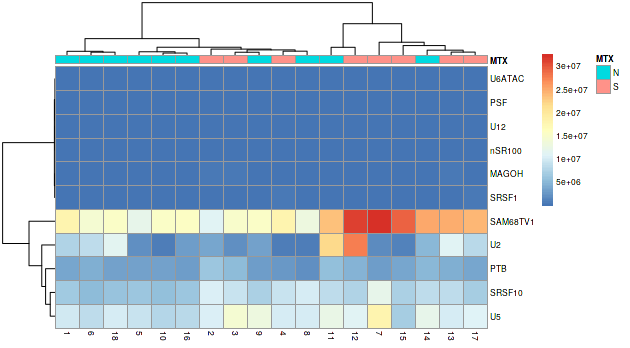 MTX
U6ATAC
PSF
U12
nSR100
MAGOH
SRSF1
SAM68TV1
U2
PTB
SRSF10
U5
1 6 18 5 10 16 2 3 9 4 8 11 12 7 15 14 13 17
3e+07
2.5e+07
2e+07
1.5e+07
1e+07
5e+06
MTX
N
S